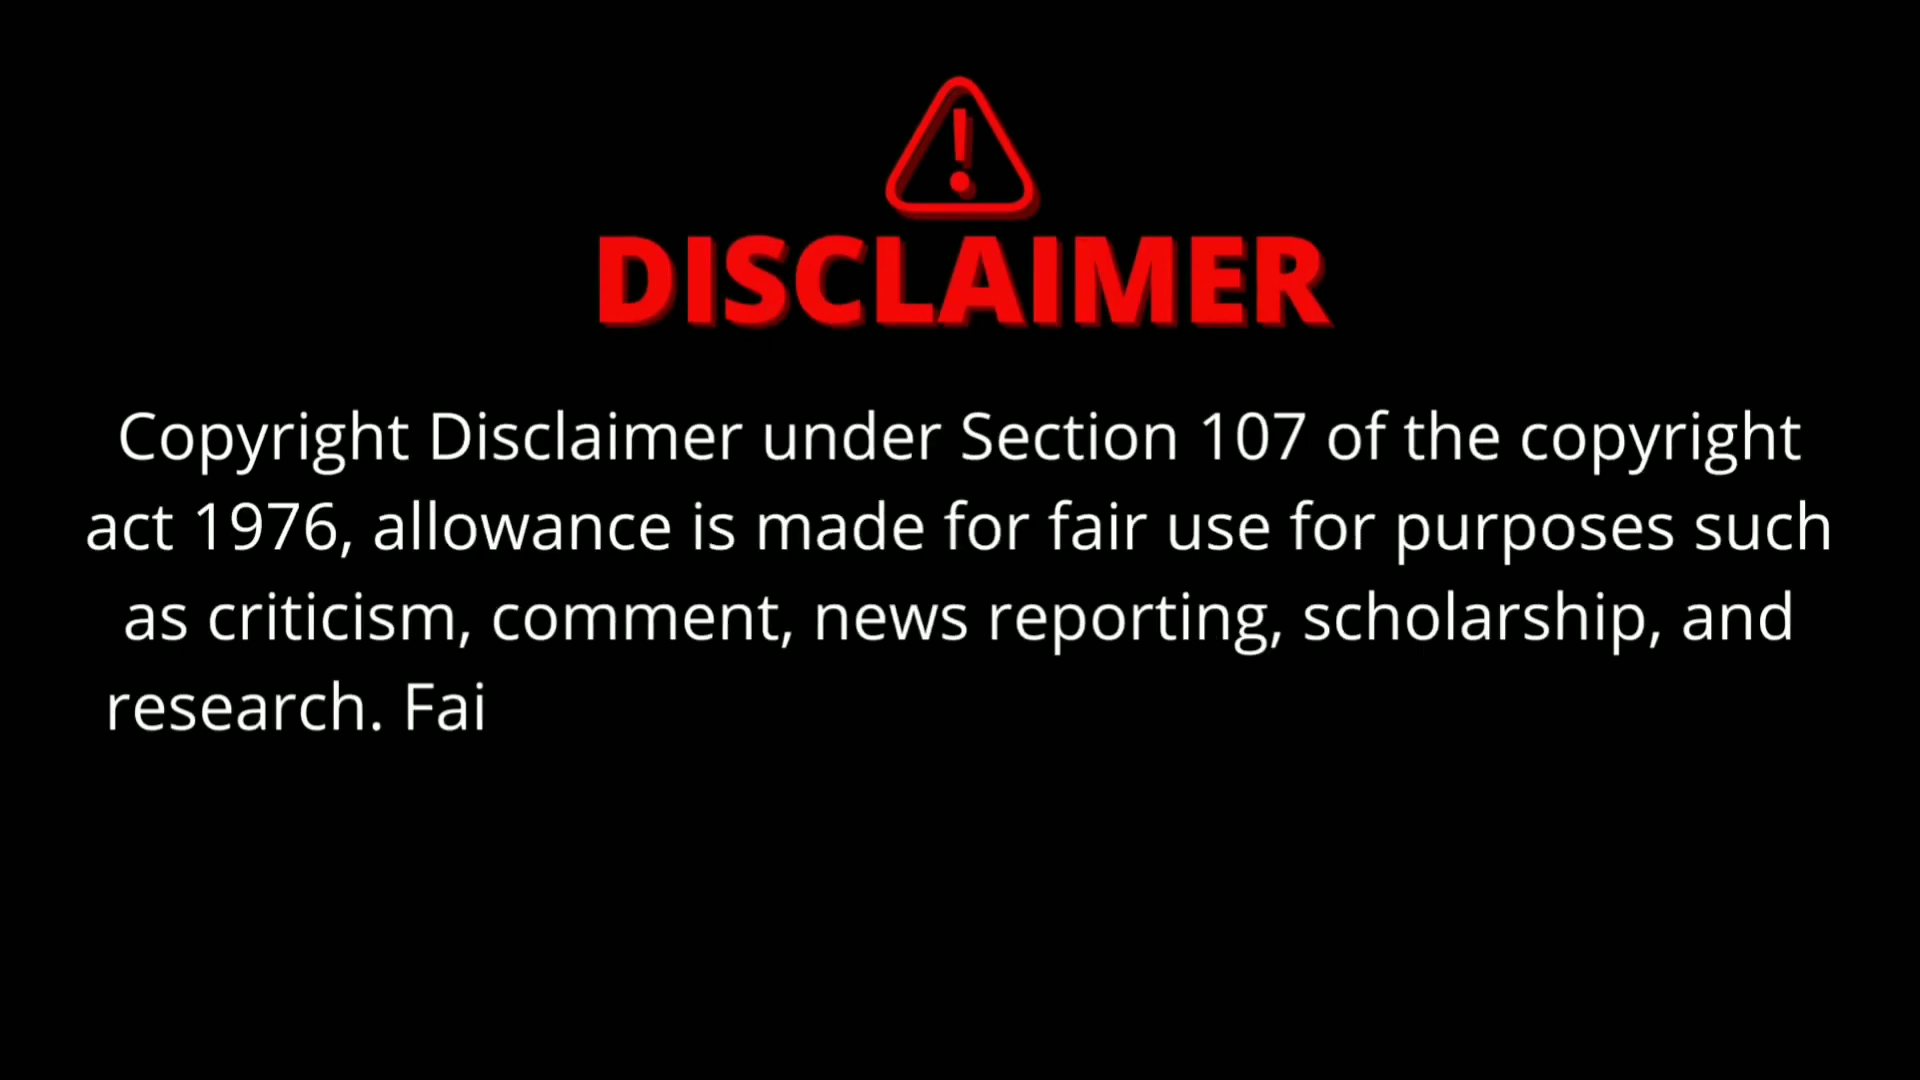 DISCLAIMER
Copyright Disclaimer under Section 107 of the copyright
act 1976, allowance is made for fair use for purposes such
as criticism, comment, news reporting, scholarship, and
research. Fai